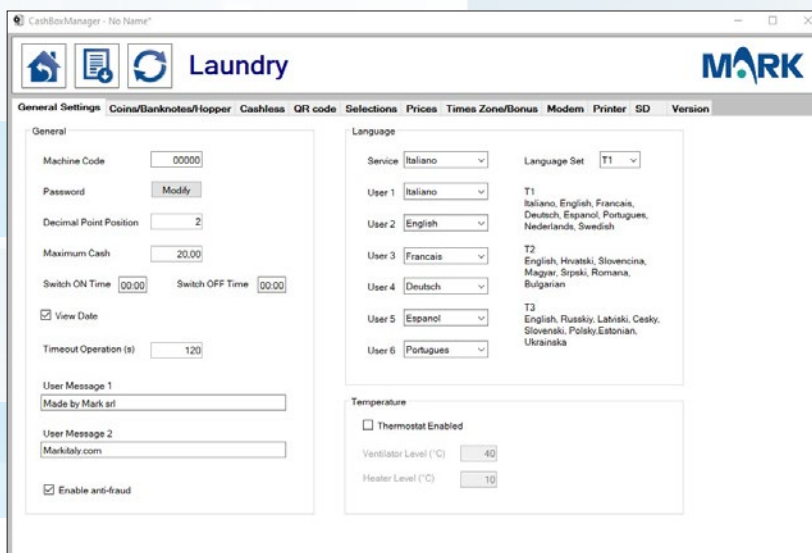 CashBoxManager - No Name*
Laundry
MARK
General Settings Coins/Banknotes/Hopper Cashless QR code Selections Prices Times Zone/Bonus Modem Printer SD Version
General
Machine Code 00000
Password Modify
Decimal Point Position 2
Maximum Cash 20,00
Switch ON Time 00:00 Switch OFF Time 00:00
View Date
Timeout Operation (s) 120
User Message 1
Made by Mark srl
User Message 2
Markitaly.com
Enable anti-fraud
Language
Service Italiano
User 1 Italiano
User 2 English
User 3 Francais
User 4 Deutsch
User 5 Espanol
User 6 Portugues
Language Set T1
T1
Italiano, English, Francais,
Deutsch, Espanol, Portugues,
Nederlands, Swedish
T2
English, Hrvatski, Slovencina,
Magyar, Srpski, Romana,
Bulgarian
T3
English, Russkiy, Latviski, Cesky,
Slovenski, Polsky,Estonian,
Ukrainska
Temperature
Thermostat Enabled
Ventilator Level (°C) 40
Heater Level (°C) 10